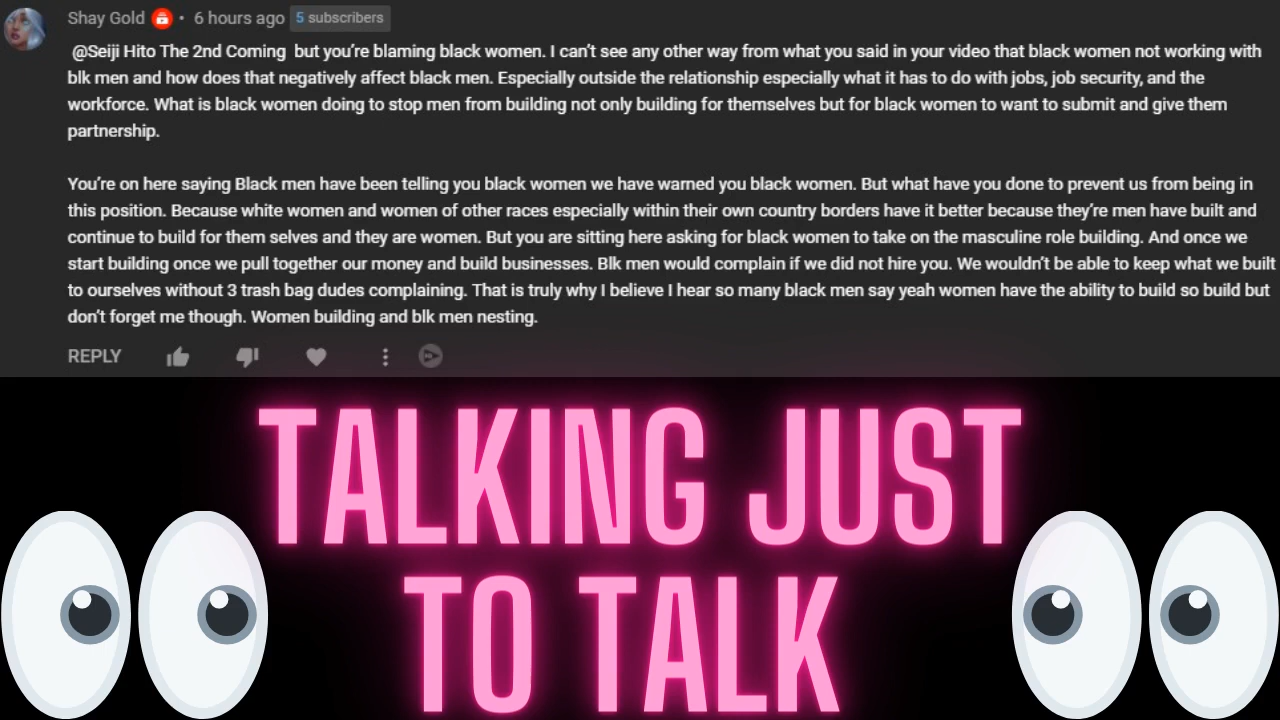 Shay Gold • 6 hours ago 5 subscribers
@Seiji Hito The 2nd Coming but you’re blaming black women. I can’t see any other way from what you said in your video that black women not working with
blk men and how does that negatively affect black men. Especially outside the relationship especially what it has to do with jobs, job security, and the
workforce. What is black women doing to stop men from building not only building for themselves but for black women to want to submit and give them
partnership.
You’re on here saying Black men have been telling you black women we have warned you black women. But what have you done to prevent us from being in
this position. Because white women and women of other races especially within their own country borders have it better because they’re men have built and
continue to build for them selves and they are women. But you are sitting here asking for black women to take on the masculine role building. And once we
start building once we pull together our money and build businesses. Blk men would complain if we did not hire you. We wouldn’t be able to keep what we built
to ourselves without 3 trash bag dudes complaining. That is truly why I believe I hear so many black men say yeah women have the ability to build so build but
don’t forget me though. Women building and blk men nesting.
REPLY
TALKING JUST
TO TALK